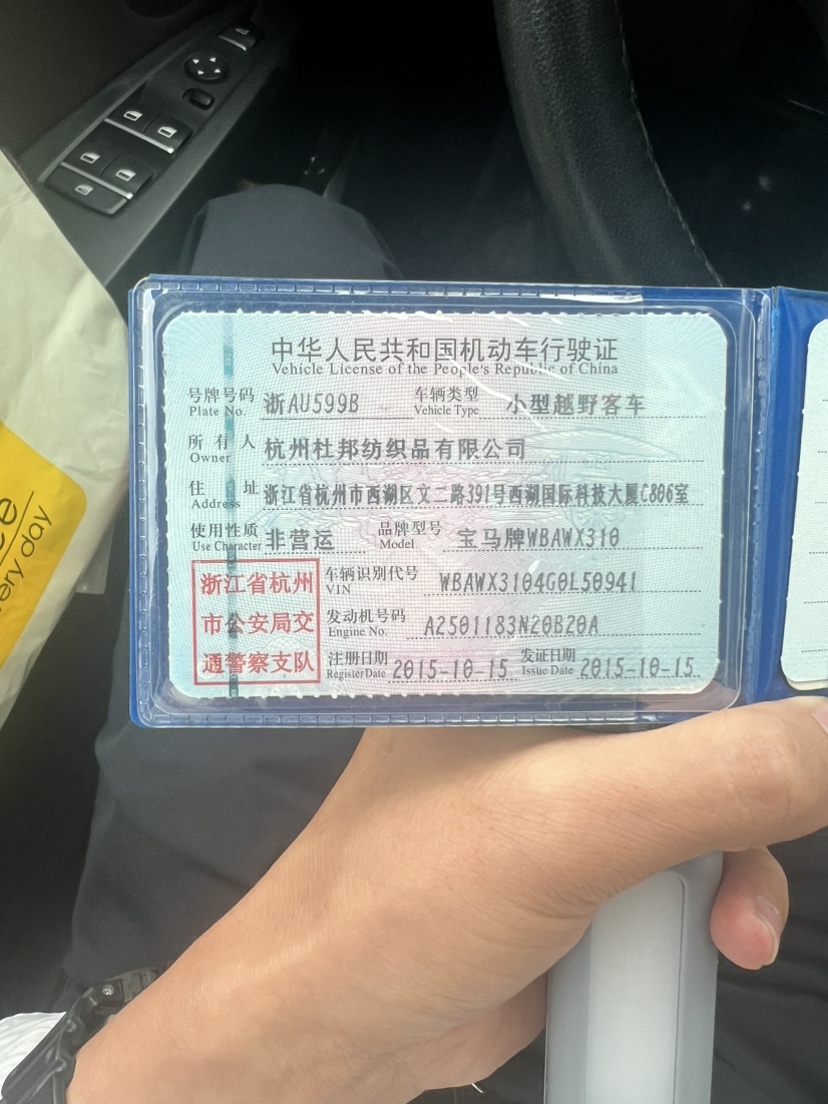 中华人民共和国机动车行驶证
Vehicle License of the People's Republic of China
号牌号码 Plate No. 浙AU599B 车辆类型 Vehicle Type 小型越野客车
所有人 Owner 杭州杜邦纺织品有限公司
住址 Address 浙江省杭州市西湖区文二路391号西湖国际科技大厦C806室
使用性质 Use Character 非营运 品牌型号 Model 宝马牌WBAWX310
车辆识别代号 VIN WBAWX3104G0L50941
发动机号码 Engine No. A2501183N20B20A
注册日期 Register Date 2015-10-15 发证日期 Issue Date 2015-10-15
浙江省杭州
市公安局交
通警察支队
day